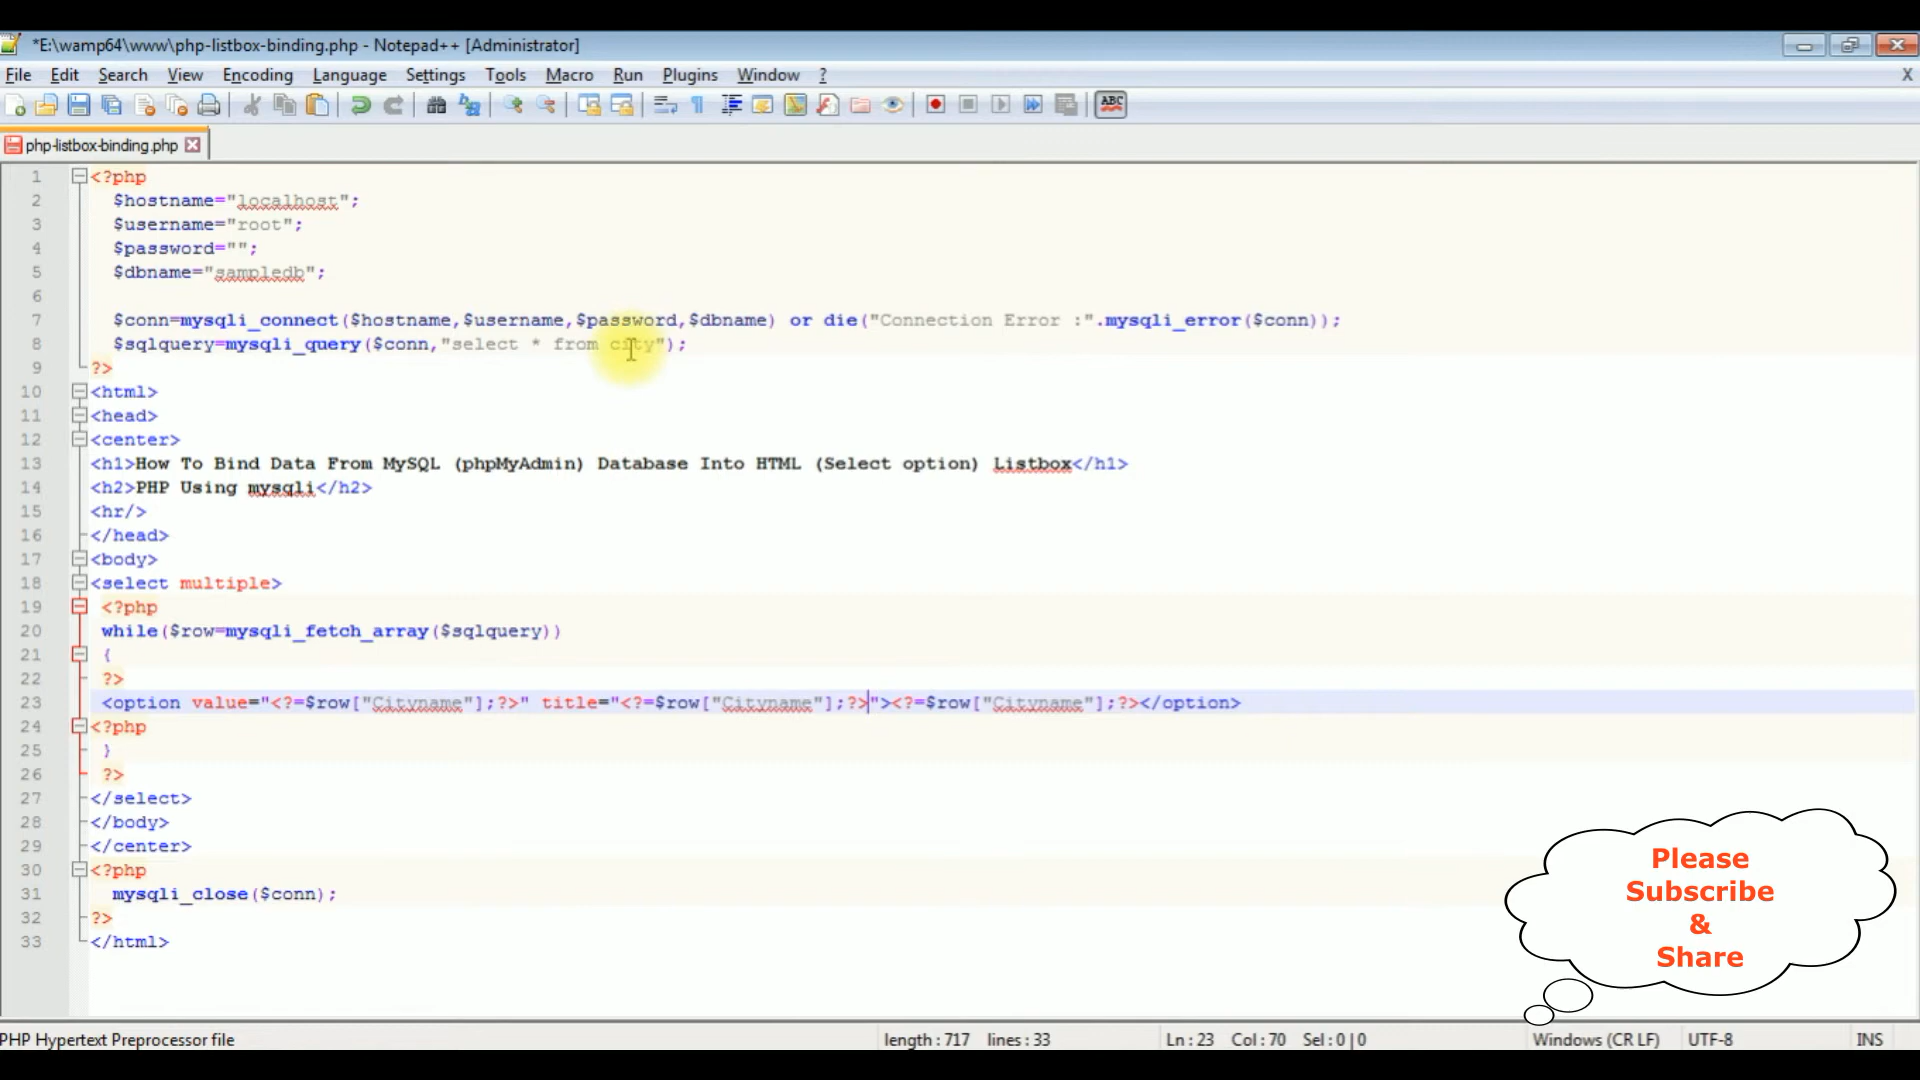 *E:\wamp64\www\php-listbox-binding.php - Notepad++ [Administrator]
File Edit Search View Encoding Language Settings Tools Macro Run Plugins Window ? X
ABC
php-listbox-binding.php
1 <?php
2 $hostname="localhost";
3 $username="root";
4 $password="";
5 $dbname="sampledb";
6
7 $conn=mysqli_connect($hostname,$username,$password,$dbname) or die("Connection Error :".mysqli_error($conn));
8 $sqlquery=mysqli_query($conn,"select * from city");
9 ?>
10 <html>
11 <head>
12 <center>
13 <h1>How To Bind Data From MySQL (phpMyAdmin) Database Into HTML (Select option) Listbox</h1>
14 <h2>PHP Using mysqli</h2>
15 <hr/>
16 </head>
17 <body>
18 <select multiple>
19 <?php
20 while($row=mysqli_fetch_array($sqlquery))
21 {
22 ?>
23 <option value="<?=$row["Cityname"];?>" title="<?=$row["Cityname"];?>"><?=$row["Cityname"];?></option>
24 <?php
25 }
26 ?>
27 </select>
28 </body>
29 </center>
30 <?php
31 mysqli_close($conn);
32 ?>
33 </html>
Please
Subscribe
&
Share
PHP Hypertext Preprocessor file length : 717 lines : 33 Ln : 23 Col : 70 Sel : 0 | 0 Windows (CR LF) UTF-8 INS